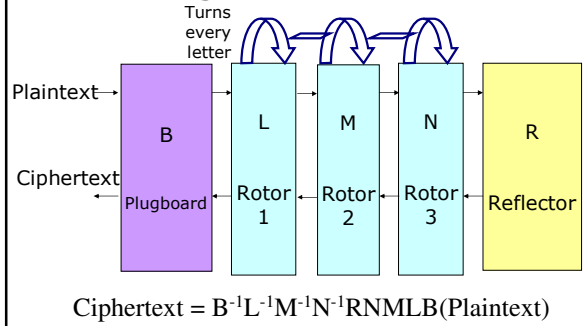 Turns
every
letter
Plaintext
B
L
M
N
R
Ciphertext
Plugboard
Rotor
1
Rotor
2
Rotor
3
Reflector
Ciphertext = B⁻¹L⁻¹M⁻¹N⁻¹RNMLB(Plaintext)